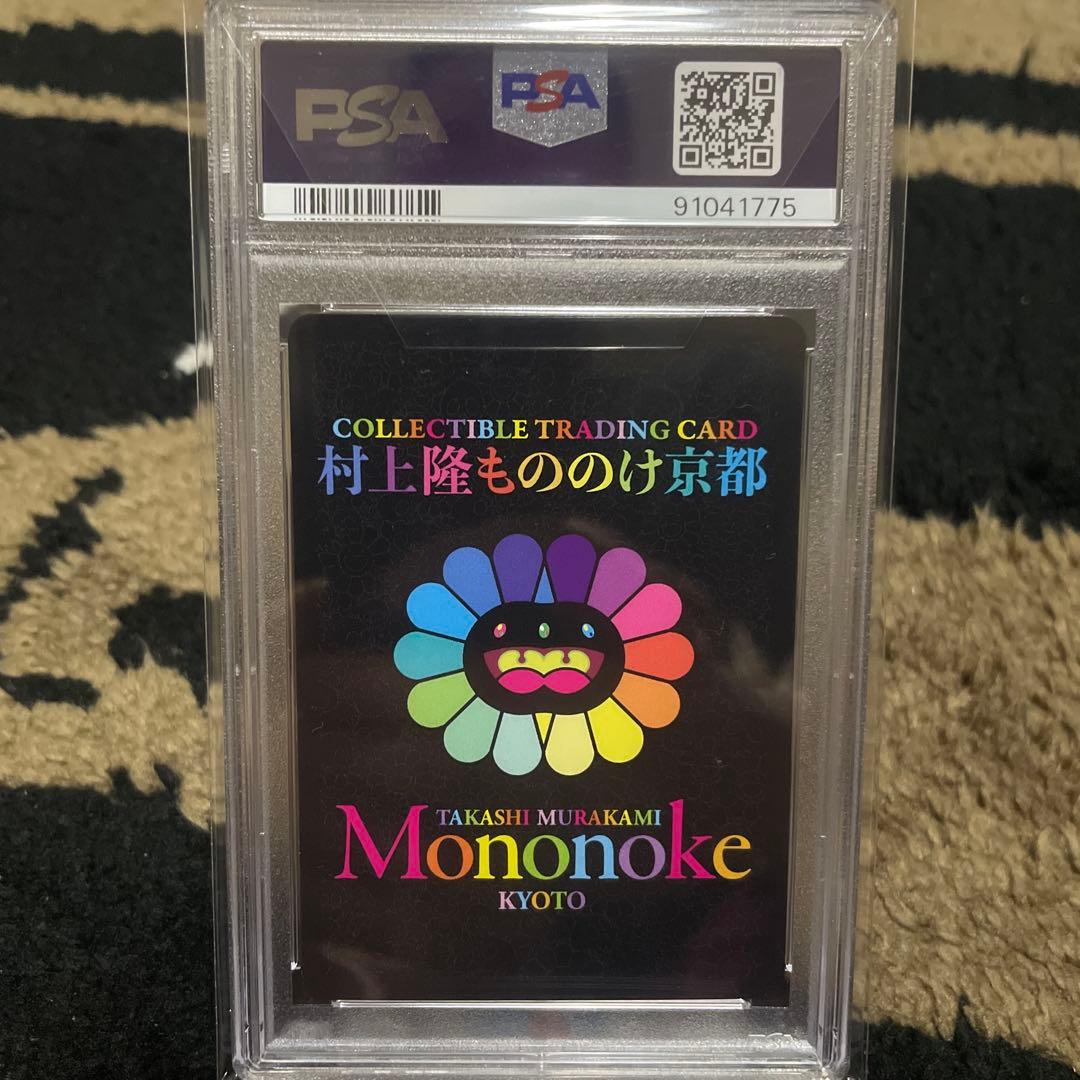 PSA PSA
91041775
COLLECTIBLE TRADING CARD
村上隆もののけ京都
TAKASHI MURAKAMI
Mononoke
KYOTO